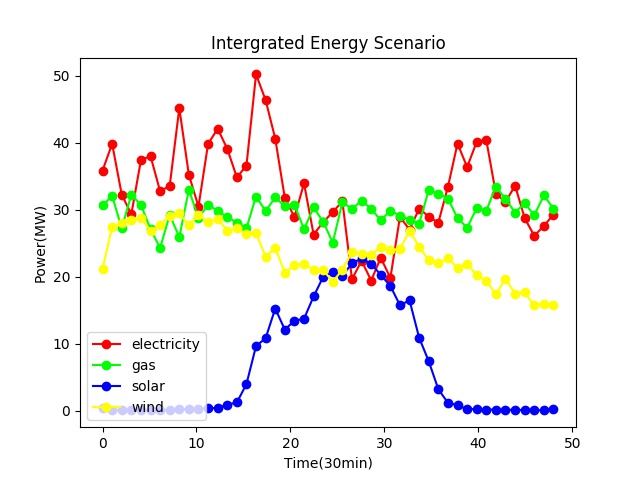 Intergrated Energy Scenario
Power(MW)
50
40
30
20
10
0
electricity
gas
solar
wind
0 10 20 30 40 50
Time(30min)